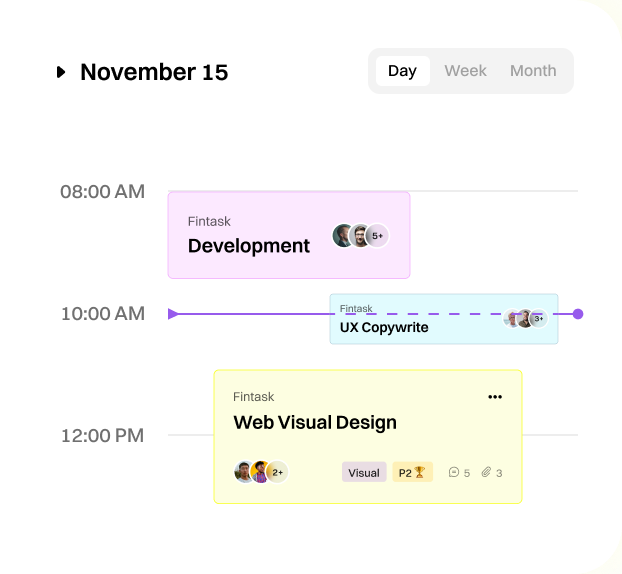 November 15
Day Week Month
08:00 AM
Fintask
Development
5+
10:00 AM
Fintask
UX Copywrite
3+
12:00 PM
Fintask
Web Visual Design
2+
Visual
P2
5
3